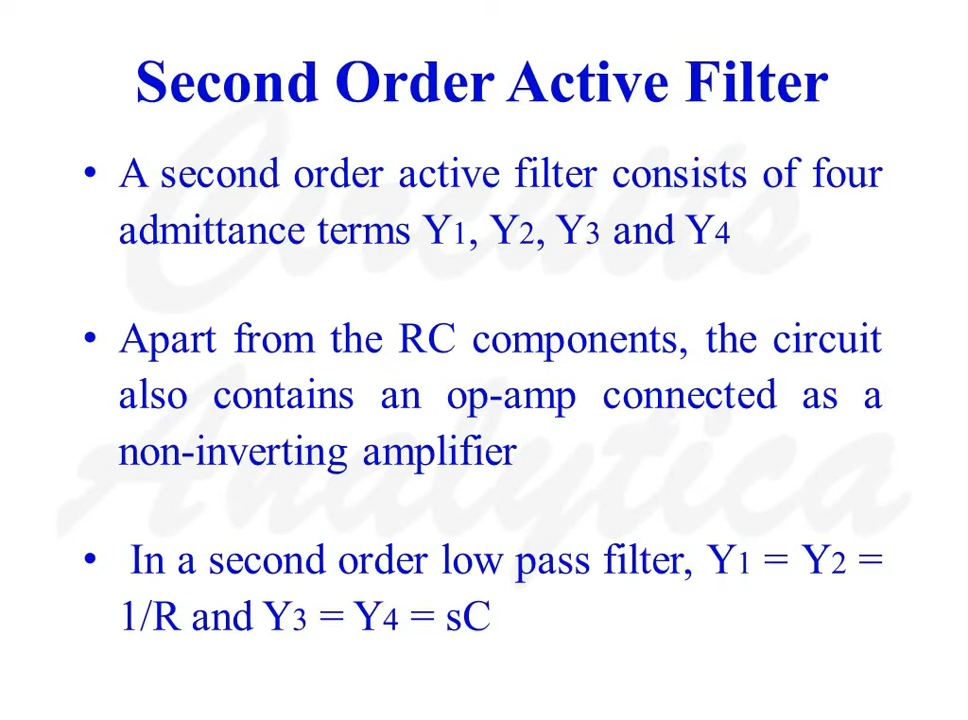 Second Order Active Filter
• A second order active filter consists of four
admittance terms Y1, Y2, Y3 and Y4
• Apart from the RC components, the circuit
also contains an op-amp connected as a
non-inverting amplifier
• In a second order low pass filter, Y1 = Y2 =
1/R and Y3 = Y4 = sC
Circuits
Analytica